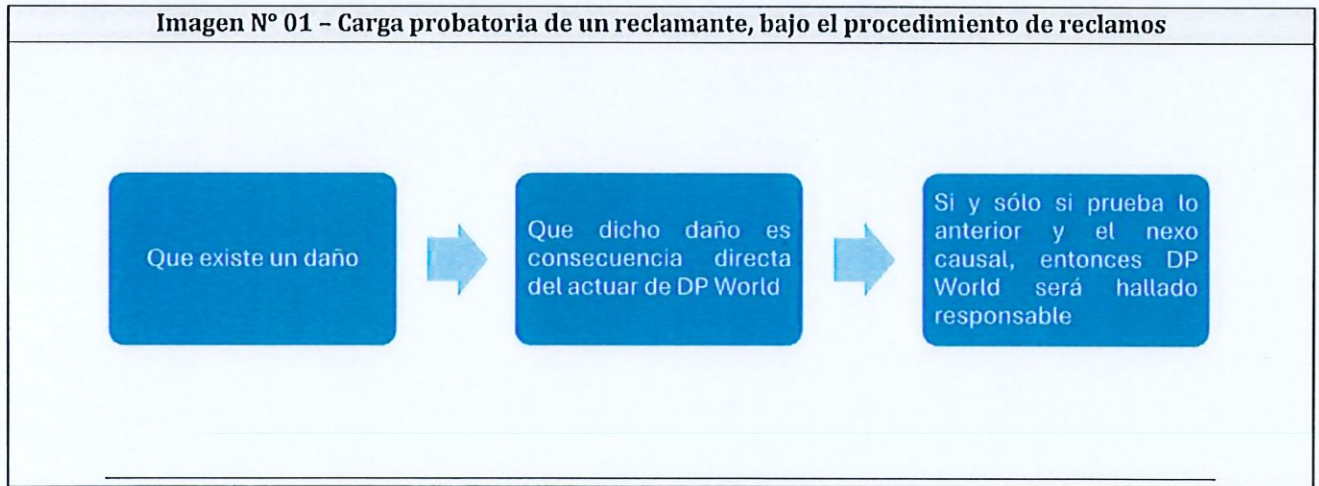 Imagen Nº 01 – Carga probatoria de un reclamante, bajo el procedimiento de reclamos
Que existe un daño
Que dicho daño es
consecuencia directa
del actuar de DP World
Si y sólo si prueba lo
anterior y el nexo
causal, entonces DP
World será hallado
responsable